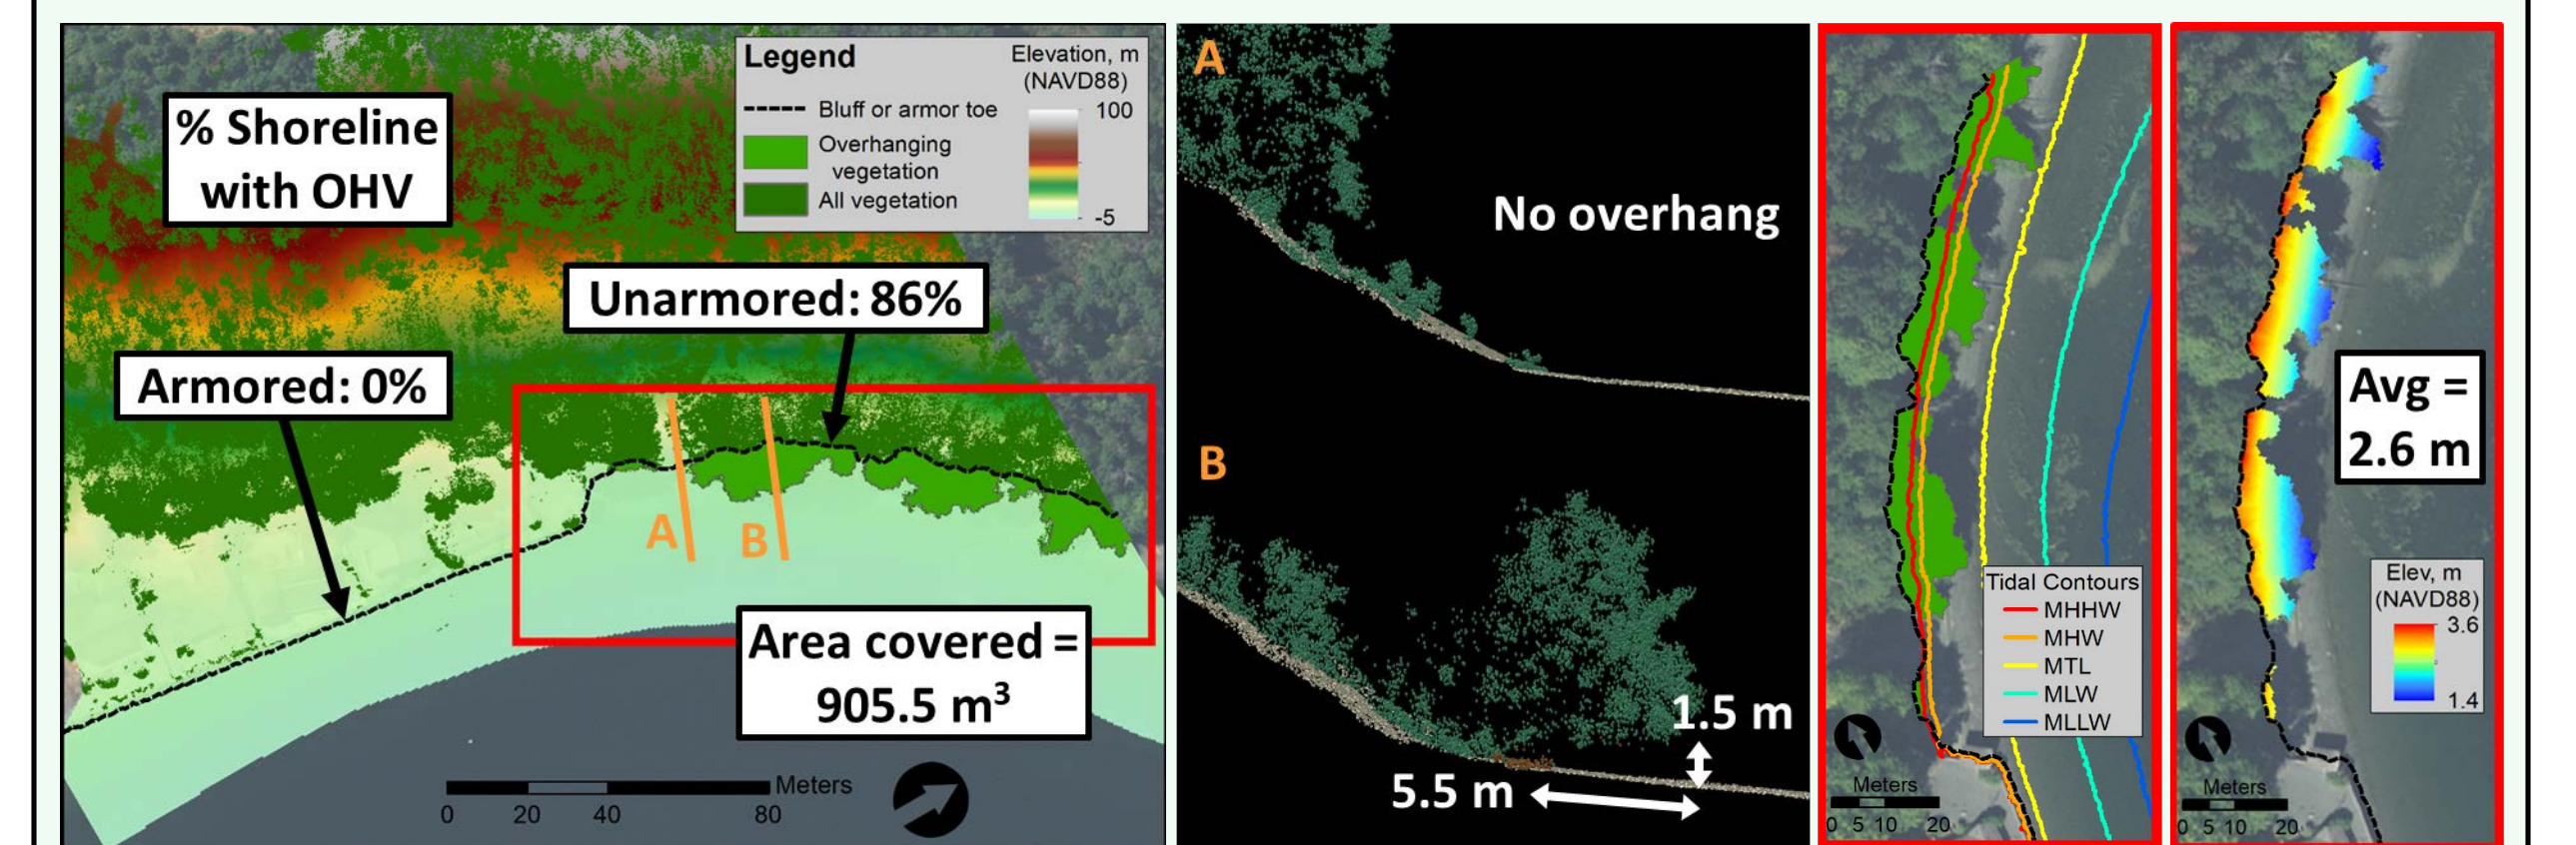 % Shoreline
with OHV
Legend
Bluff or armor toe
Overhanging
vegetation
All vegetation
Elevation, m
(NAVD88)
100
-5
Unarmored: 86%
Armored: 0%
A
B
Area covered =
905.5 m³
Meters
0 20 40 80
A
No overhang
B
1.5 m
5.5 m
Tidal Contours
MHHW
MHW
MTL
MLW
MLLW
Meters
0 5 10 20
Avg =
2.6 m
Elev, m
(NAVD88)
3.6
1.4
Meters
0 5 10 20